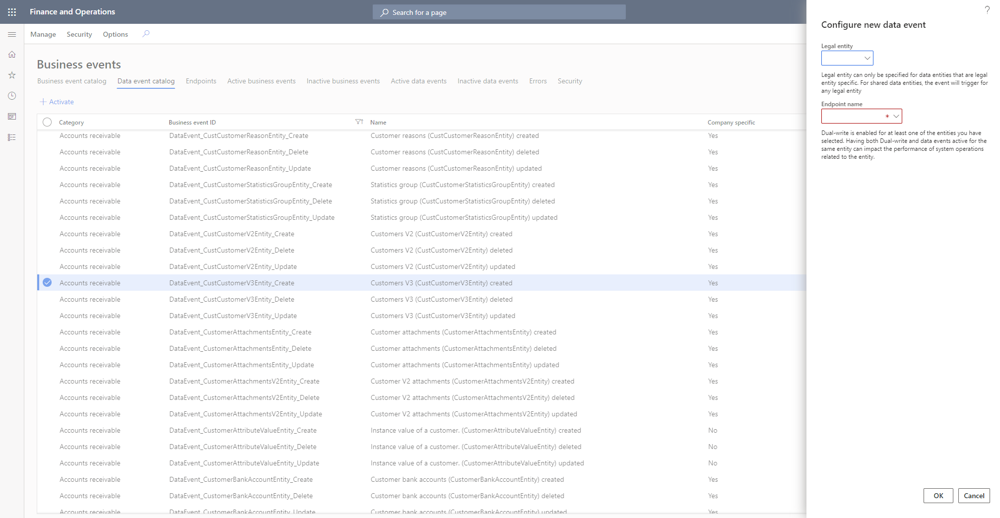 Finance and Operations
Search for a page
?
Manage Security Options
Business events
Business event catalog Data event catalog Endpoints Active business events Inactive business events Active data events Inactive data events Errors Security
+ Activate
Category Business event ID Name Company specific
Accounts receivable DataEvent_CustCustomerReasonEntity_Create Customer reasons (CustCustomerReasonEntity) created Yes
Accounts receivable DataEvent_CustCustomerReasonEntity_Delete Customer reasons (CustCustomerReasonEntity) deleted Yes
Accounts receivable DataEvent_CustCustomerReasonEntity_Update Customer reasons (CustCustomerReasonEntity) updated Yes
Accounts receivable DataEvent_CustCustomerStatisticsGroupEntity_Create Statistics group (CustCustomerStatisticsGroupEntity) created Yes
Accounts receivable DataEvent_CustCustomerStatisticsGroupEntity_Delete Statistics group (CustCustomerStatisticsGroupEntity) deleted Yes
Accounts receivable DataEvent_CustCustomerStatisticsGroupEntity_Update Statistics group (CustCustomerStatisticsGroupEntity) updated Yes
Accounts receivable DataEvent_CustCustomerV2Entity_Create Customers V2 (CustCustomerV2Entity) created Yes
Accounts receivable DataEvent_CustCustomerV2Entity_Delete Customers V2 (CustCustomerV2Entity) deleted Yes
Accounts receivable DataEvent_CustCustomerV2Entity_Update Customers V2 (CustCustomerV2Entity) updated Yes
Accounts receivable DataEvent_CustCustomerV3Entity_Create Customers V3 (CustCustomerV3Entity) created Yes
Accounts receivable DataEvent_CustCustomerV3Entity_Delete Customers V3 (CustCustomerV3Entity) deleted Yes
Accounts receivable DataEvent_CustCustomerV3Entity_Update Customers V3 (CustCustomerV3Entity) updated Yes
Accounts receivable DataEvent_CustomerAttachmentsEntity_Create Customer attachments (CustomerAttachmentsEntity) created Yes
Accounts receivable DataEvent_CustomerAttachmentsEntity_Delete Customer attachments (CustomerAttachmentsEntity) deleted Yes
Accounts receivable DataEvent_CustomerAttachmentsEntity_Update Customer attachments (CustomerAttachmentsEntity) updated Yes
Accounts receivable DataEvent_CustomerAttachmentsV2Entity_Create Customer V2 attachments (CustomerAttachmentsV2Entity) created Yes
Accounts receivable DataEvent_CustomerAttachmentsV2Entity_Delete Customer V2 attachments (CustomerAttachmentsV2Entity) deleted Yes
Accounts receivable DataEvent_CustomerAttachmentsV2Entity_Update Customer V2 attachments (CustomerAttachmentsV2Entity) updated Yes
Accounts receivable DataEvent_CustomerAttributeValueEntity_Create Instance value of a customer. (CustomerAttributeValueEntity) created No
Accounts receivable DataEvent_CustomerAttributeValueEntity_Delete Instance value of a customer. (CustomerAttributeValueEntity) deleted No
Accounts receivable DataEvent_CustomerAttributeValueEntity_Update Instance value of a customer. (CustomerAttributeValueEntity) updated No
Accounts receivable DataEvent_CustomerBankAccountEntity_Create Customer bank accounts (CustomerBankAccountEntity) created Yes
Accounts receivable DataEvent_CustomerBankAccountEntity_Delete Customer bank accounts (CustomerBankAccountEntity) deleted Yes
Accounts receivable DataEvent_CustomerBankAccountEntity_Update Customer bank accounts (CustomerBankAccountEntity) updated Yes
Configure new data event
Legal entity
Legal entity can only be specified for data entities that are legal
entity specific. For shared data entities, the event will trigger for
any legal entity
Endpoint name
*
Dual-write is enabled for at least one of the entities you have
selected. Having both Dual-write and data events active for the
same entity can impact the performance of system operations
related to the entity.
OK Cancel